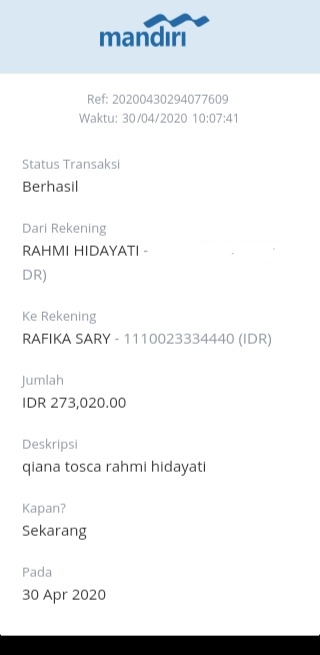 mandiri
Ref: 20200430294077609
Waktu: 30/04/2020 10:07:41
Status Transaksi
Berhasil
Dari Rekening
RAHMI HIDAYATI -
DR)
Ke Rekening
RAFIKA SARY - 1110023334440 (IDR)
Jumlah
IDR 273,020.00
Deskripsi
qiana tosca rahmi hidayati
Kapan?
Sekarang
Pada
30 Apr 2020